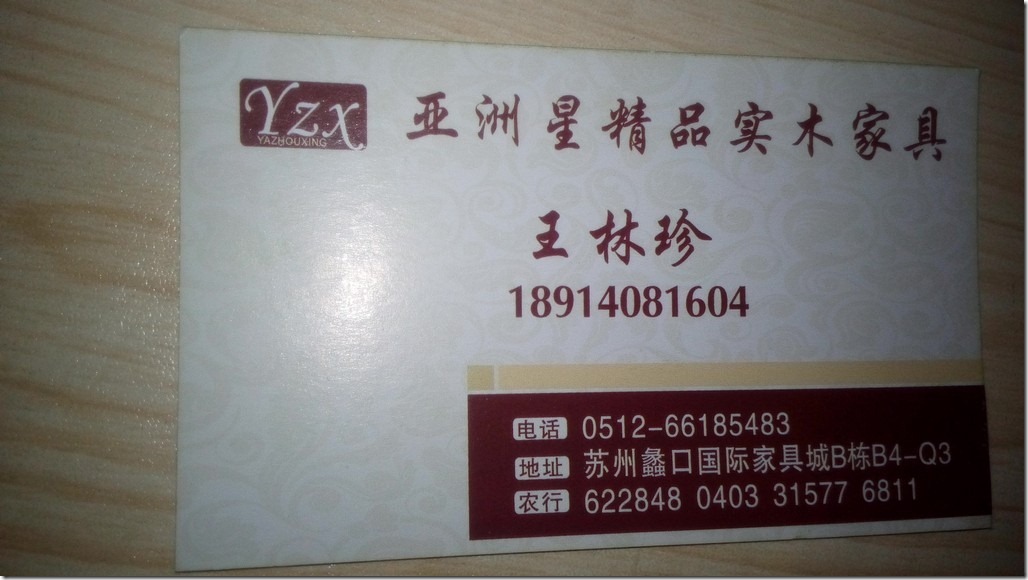 Yzx
YAZHOUXING
亚洲星精品实木家具
王林珍
18914081604
电话 0512-66185483
地址 苏州蠡口国际家具城B栋B4-Q3
农行 622848 0403 31577 6811